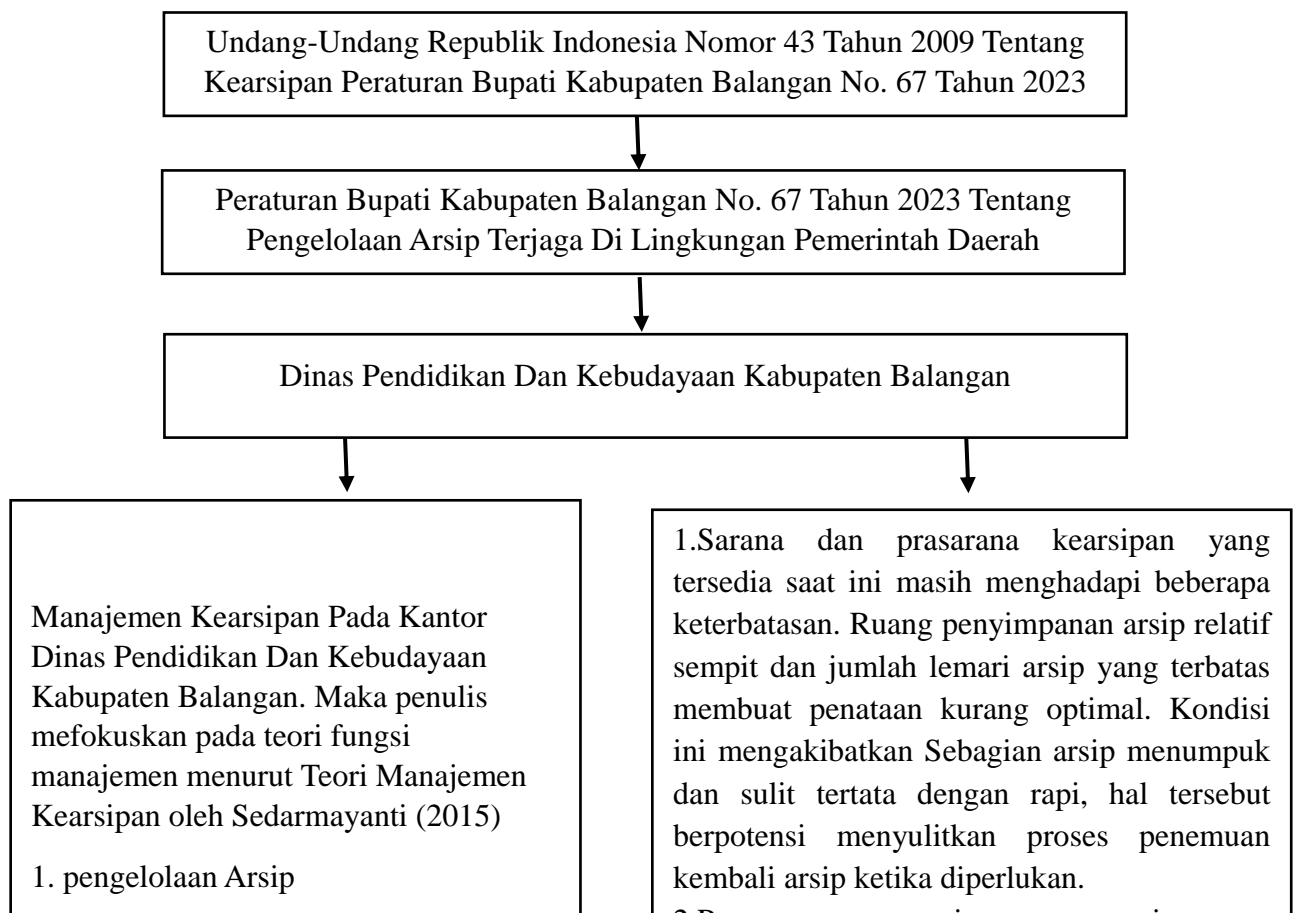 Undang-Undang Republik Indonesia Nomor 43 Tahun 2009 Tentang
Kearsipan Peraturan Bupati Kabupaten Balangan No. 67 Tahun 2023
Peraturan Bupati Kabupaten Balangan No. 67 Tahun 2023 Tentang
Pengelolaan Arsip Terjaga Di Lingkungan Pemerintah Daerah
Dinas Pendidikan Dan Kebudayaan Kabupaten Balangan
Manajemen Kearsipan Pada Kantor
Dinas Pendidikan Dan Kebudayaan
Kabupaten Balangan. Maka penulis
mefokuskan pada teori fungsi
manajemen menurut Teori Manajemen
Kearsipan oleh Sedarmayanti (2015)
1. pengelolaan Arsip
1.Sarana dan prasarana kearsipan yang
tersedia saat ini masih menghadapi beberapa
keterbatasan. Ruang penyimpanan arsip relatif
sempit dan jumlah lemari arsip yang terbatas
membuat penataan kurang optimal. Kondisi
ini mengakibatkan Sebagian arsip menumpuk
dan sulit tertata dengan rapi, hal tersebut
berpotensi menyulitkan proses penemuan
kembali arsip ketika diperlukan.